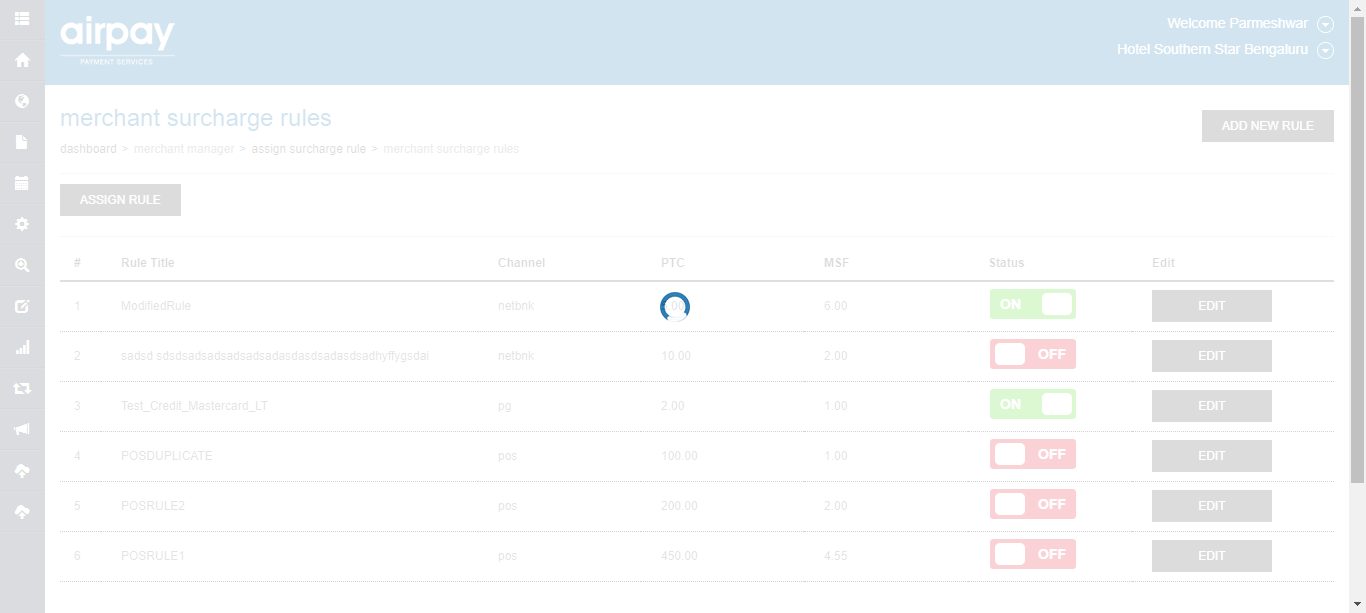 airpay
PAYMENT SERVICES
Welcome Parmeshwar
Hotel Southern Star Bengaluru
merchant surcharge rules
ADD NEW RULE
dashboard > merchant manager > assign surcharge rule > merchant surcharge rules
ASSIGN RULE
# Rule Title Channel PTC MSF Status Edit
1 ModifiedRule netbnk 6.00 ON EDIT
2 sadsd sdsdsadsadsadsadsadasdasdsadasdsadhyffygsdai netbnk 10.00 2.00 OFF EDIT
3 Test_Credit_Mastercard_LT pg 2.00 1.00 ON EDIT
4 POSDUPLICATE pos 100.00 1.00 OFF EDIT
5 POSRULE2 pos 200.00 2.00 OFF EDIT
6 POSRULE1 pos 450.00 4.55 OFF EDIT